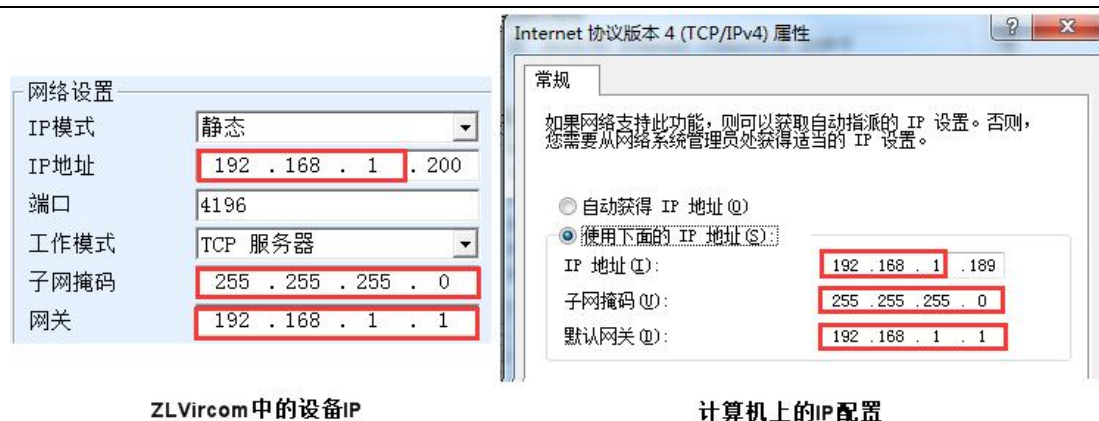 网络设置
IP模式 静态
IP地址 192 . 168 . 1 . 200
端口 4196
工作模式 TCP 服务器
子网掩码 255 . 255 . 255 . 0
网关 192 . 168 . 1 . 1
ZLVircom中的设备IP
Internet 协议版本 4 (TCP/IPv4) 属性
常规
如果网络支持此功能，则可以获取自动指派的 IP 设置。否则，
您需要从网络系统管理员处获得适当的 IP 设置。
自动获得 IP 地址(O)
使用下面的 IP 地址(S):
IP 地址(I): 192 .168 . 1 .189
子网掩码(U): 255 .255 .255 . 0
默认网关(D): 192 .168 . 1 . 1
计算机上的IP配置